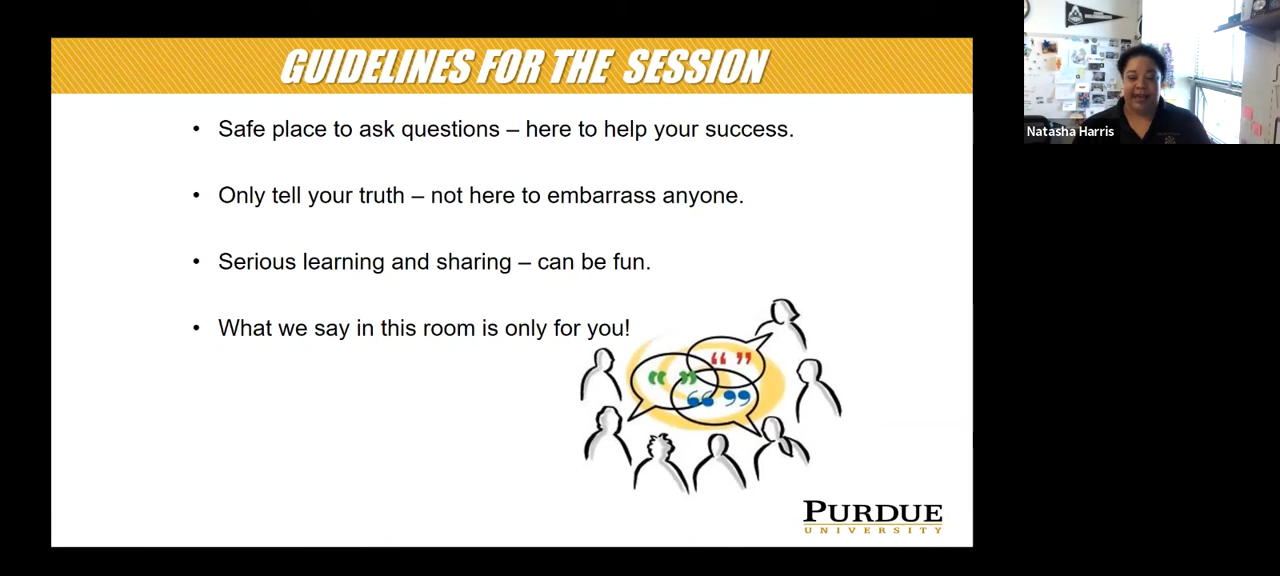 GUIDELINES FOR THE SESSION
• Safe place to ask questions – here to help your success.
• Only tell your truth – not here to embarrass anyone.
• Serious learning and sharing – can be fun.
• What we say in this room is only for you!
PURDUE
UNIVERSITY
Natasha Harris